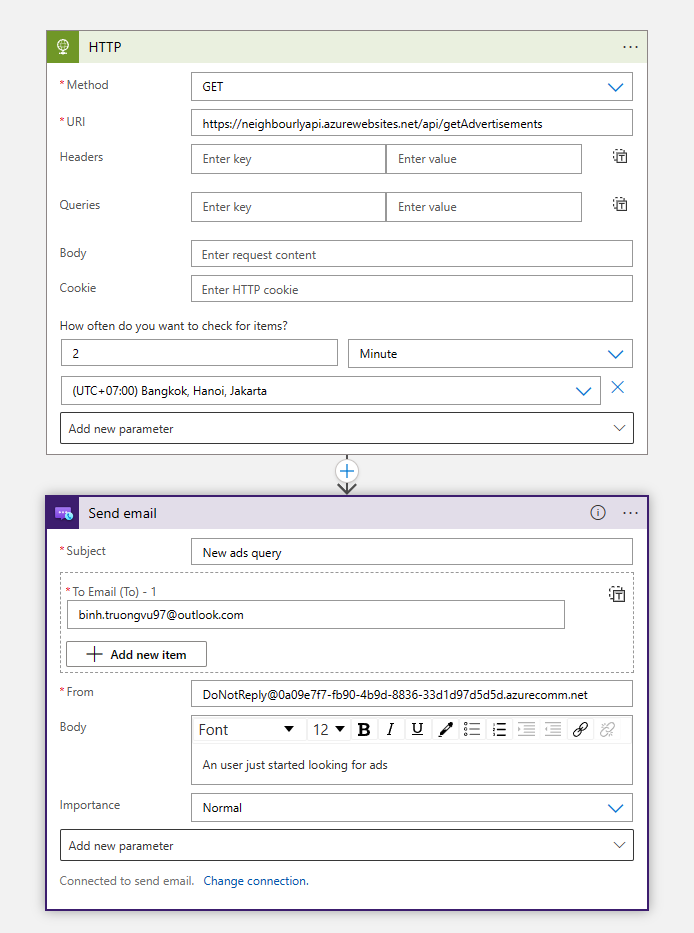 HTTP
* Method
GET
* URI
https://neighbourlyapi.azurewebsites.net/api/getAdvertisements
Headers
Enter key
Enter value
Queries
Enter key
Enter value
Body
Enter request content
Cookie
Enter HTTP cookie
How often do you want to check for items?
2
Minute
(UTC+07:00) Bangkok, Hanoi, Jakarta
Add new parameter
Send email
* Subject
New ads query
* To Email (To) - 1
binh.truongvu97@outlook.com
Add new item
* From
DoNotReply@0a09e7f7-fb90-4b9d-8836-33d1d97d5d5d.azurecomm.net
Body
Font 12 B I U
An user just started looking for ads
Importance
Normal
Add new parameter
Connected to send email. Change connection.